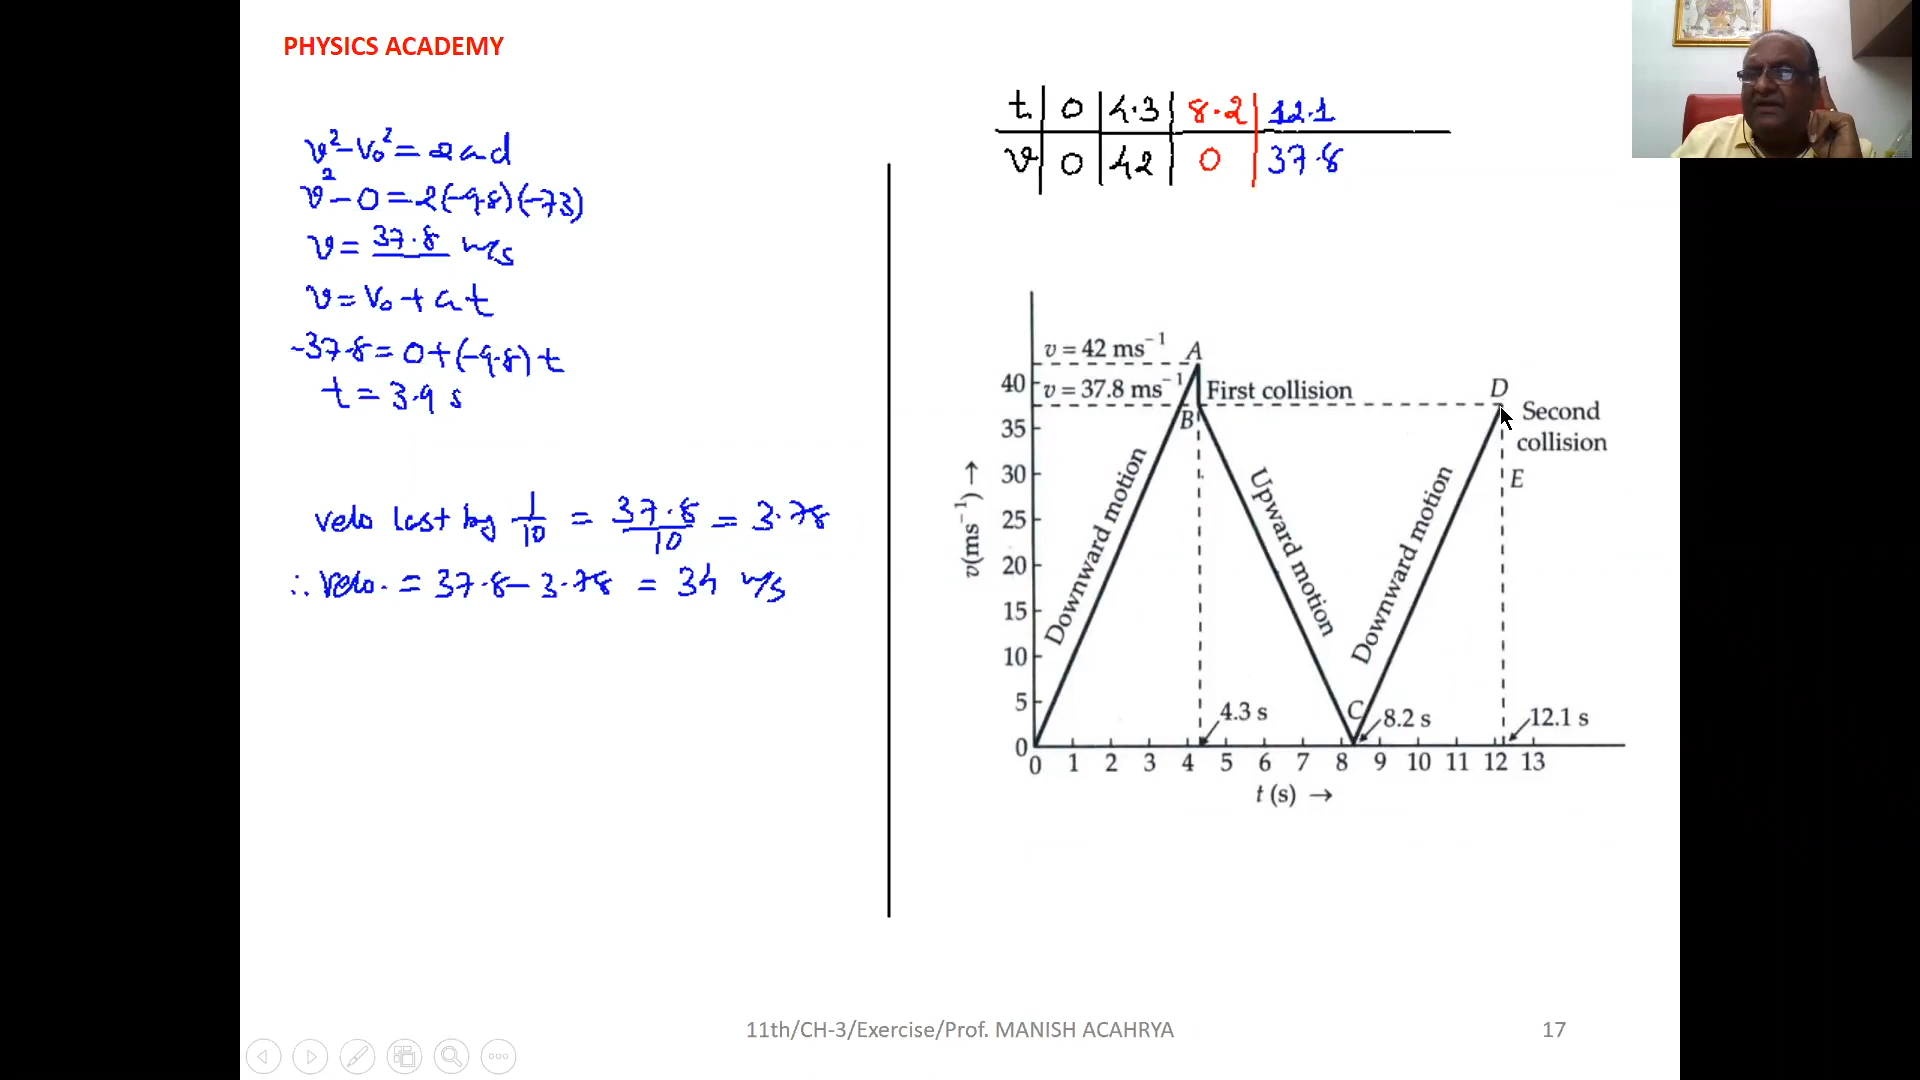 PHYSICS ACADEMY
v² - v₀² = 2ad
v² - 0 = 2(-9.8)(-73)
v = 37.8 m/s
v = v₀ + at
-37.8 = 0 + (-9.8)t
t = 3.9 s
velo lost by 1/10 = 37.8/10 = 3.78
∴ velo. = 37.8 - 3.78 = 34 m/s
t | 0 | 4.3 | 8.2 | 12.1
v | 0 | 42 | 0 | 37.8
v = 42 ms⁻¹ A
40 v = 37.8 ms⁻¹ First collision D
B Second
collision
35
30 E
25
20
15
10
5
0
v(ms⁻¹) →
Downward motion
Upward motion
Downward motion
4.3 s C 8.2 s 12.1 s
0 1 2 3 4 5 6 7 8 9 10 11 12 13
t (s) →
11th/CH-3/Exercise/Prof. MANISH ACAHRYA 17